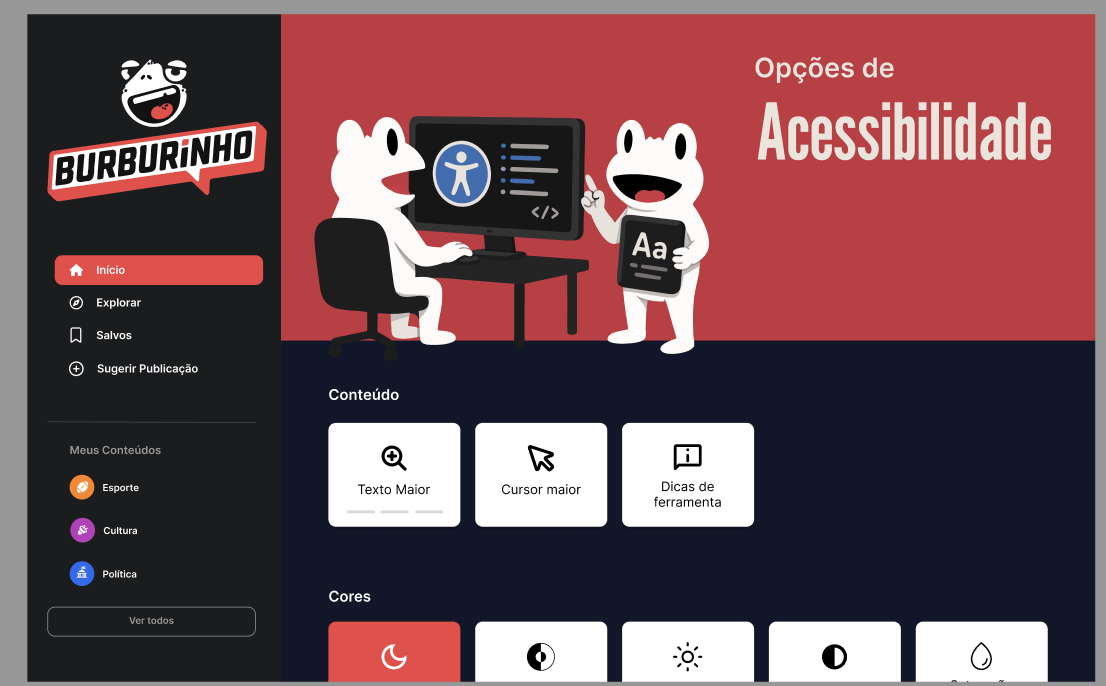 BURBURiNHO
Início
Explorar
Salvos
Sugerir Publicação
Meus Conteúdos
Esporte
Cultura
Política
Ver todos
Opções de
Acessibilidade
</>
Aa
Conteúdo
Texto Maior
Cursor maior
Dicas de
ferramenta
Cores